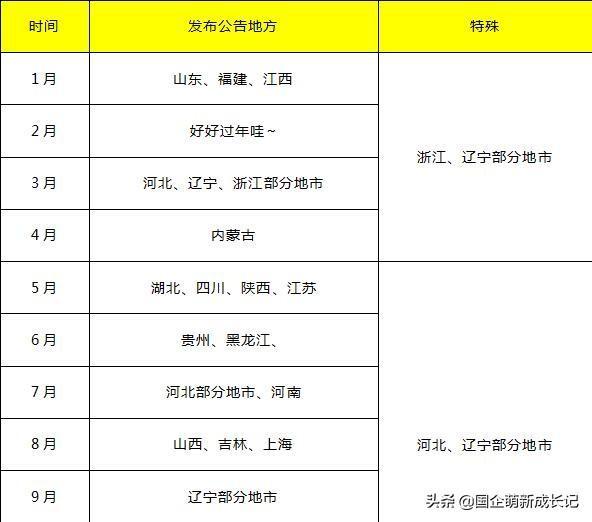 时间 发布公告地方 特殊
1月 山东、福建、江西
2月 好好过年哇~
浙江、辽宁部分地市
3月 河北、辽宁、浙江部分地市
4月 内蒙古
5月 湖北、四川、陕西、江苏
6月 贵州、黑龙江、
7月 河北部分地市、河南
8月 山西、吉林、上海 河北、辽宁部分地市
9月 辽宁部分地市
头条 @国企萌新成长记